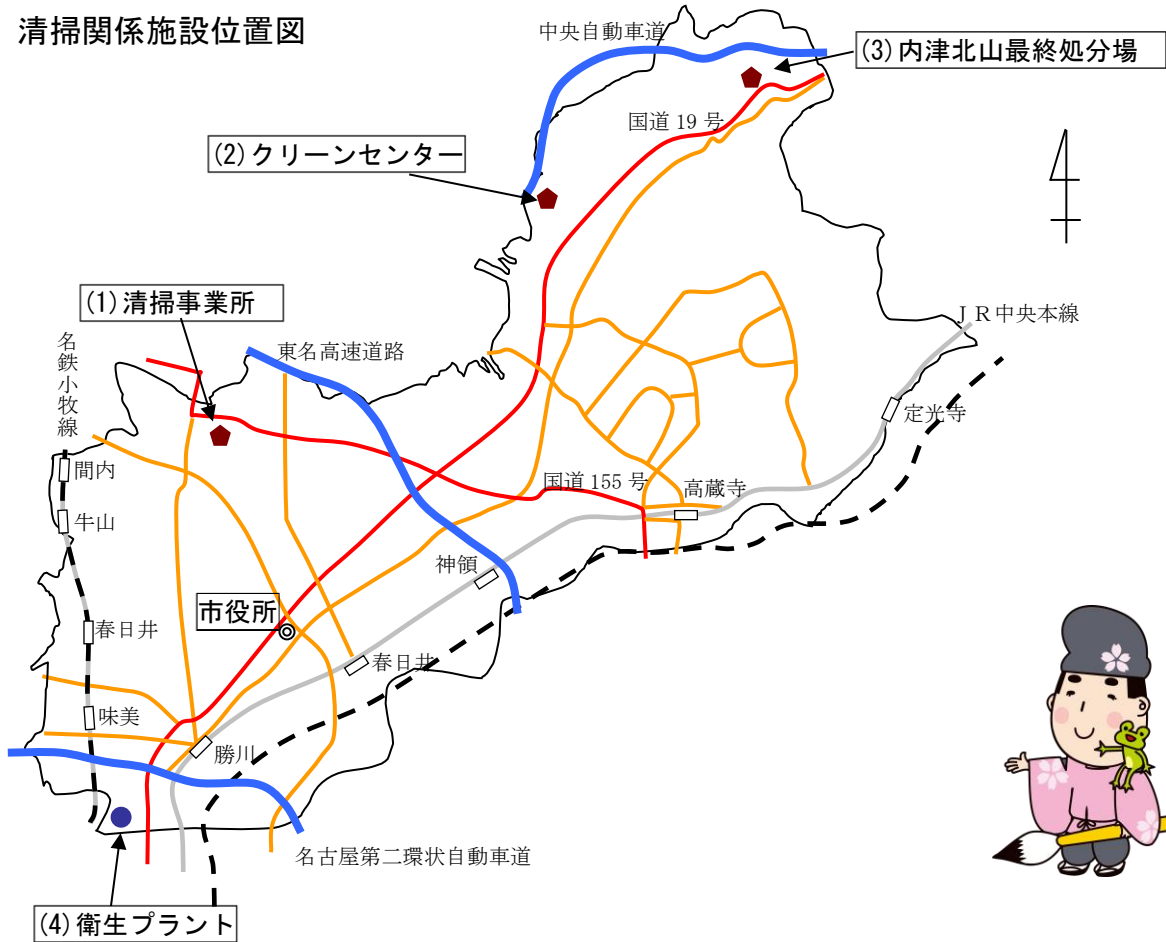 清掃関係施設位置図
中央自動車道
(3)内津北山最終処分場
国道 19 号
(2)クリーンセンター
(1)清掃事業所
ＪＲ中央本線
名鉄小牧線
東名高速道路
定光寺
間内
国道 155 号
高蔵寺
牛山
神領
市役所
春日井
春日井
味美
勝川
名古屋第二環状自動車道
(4)衛生プラント